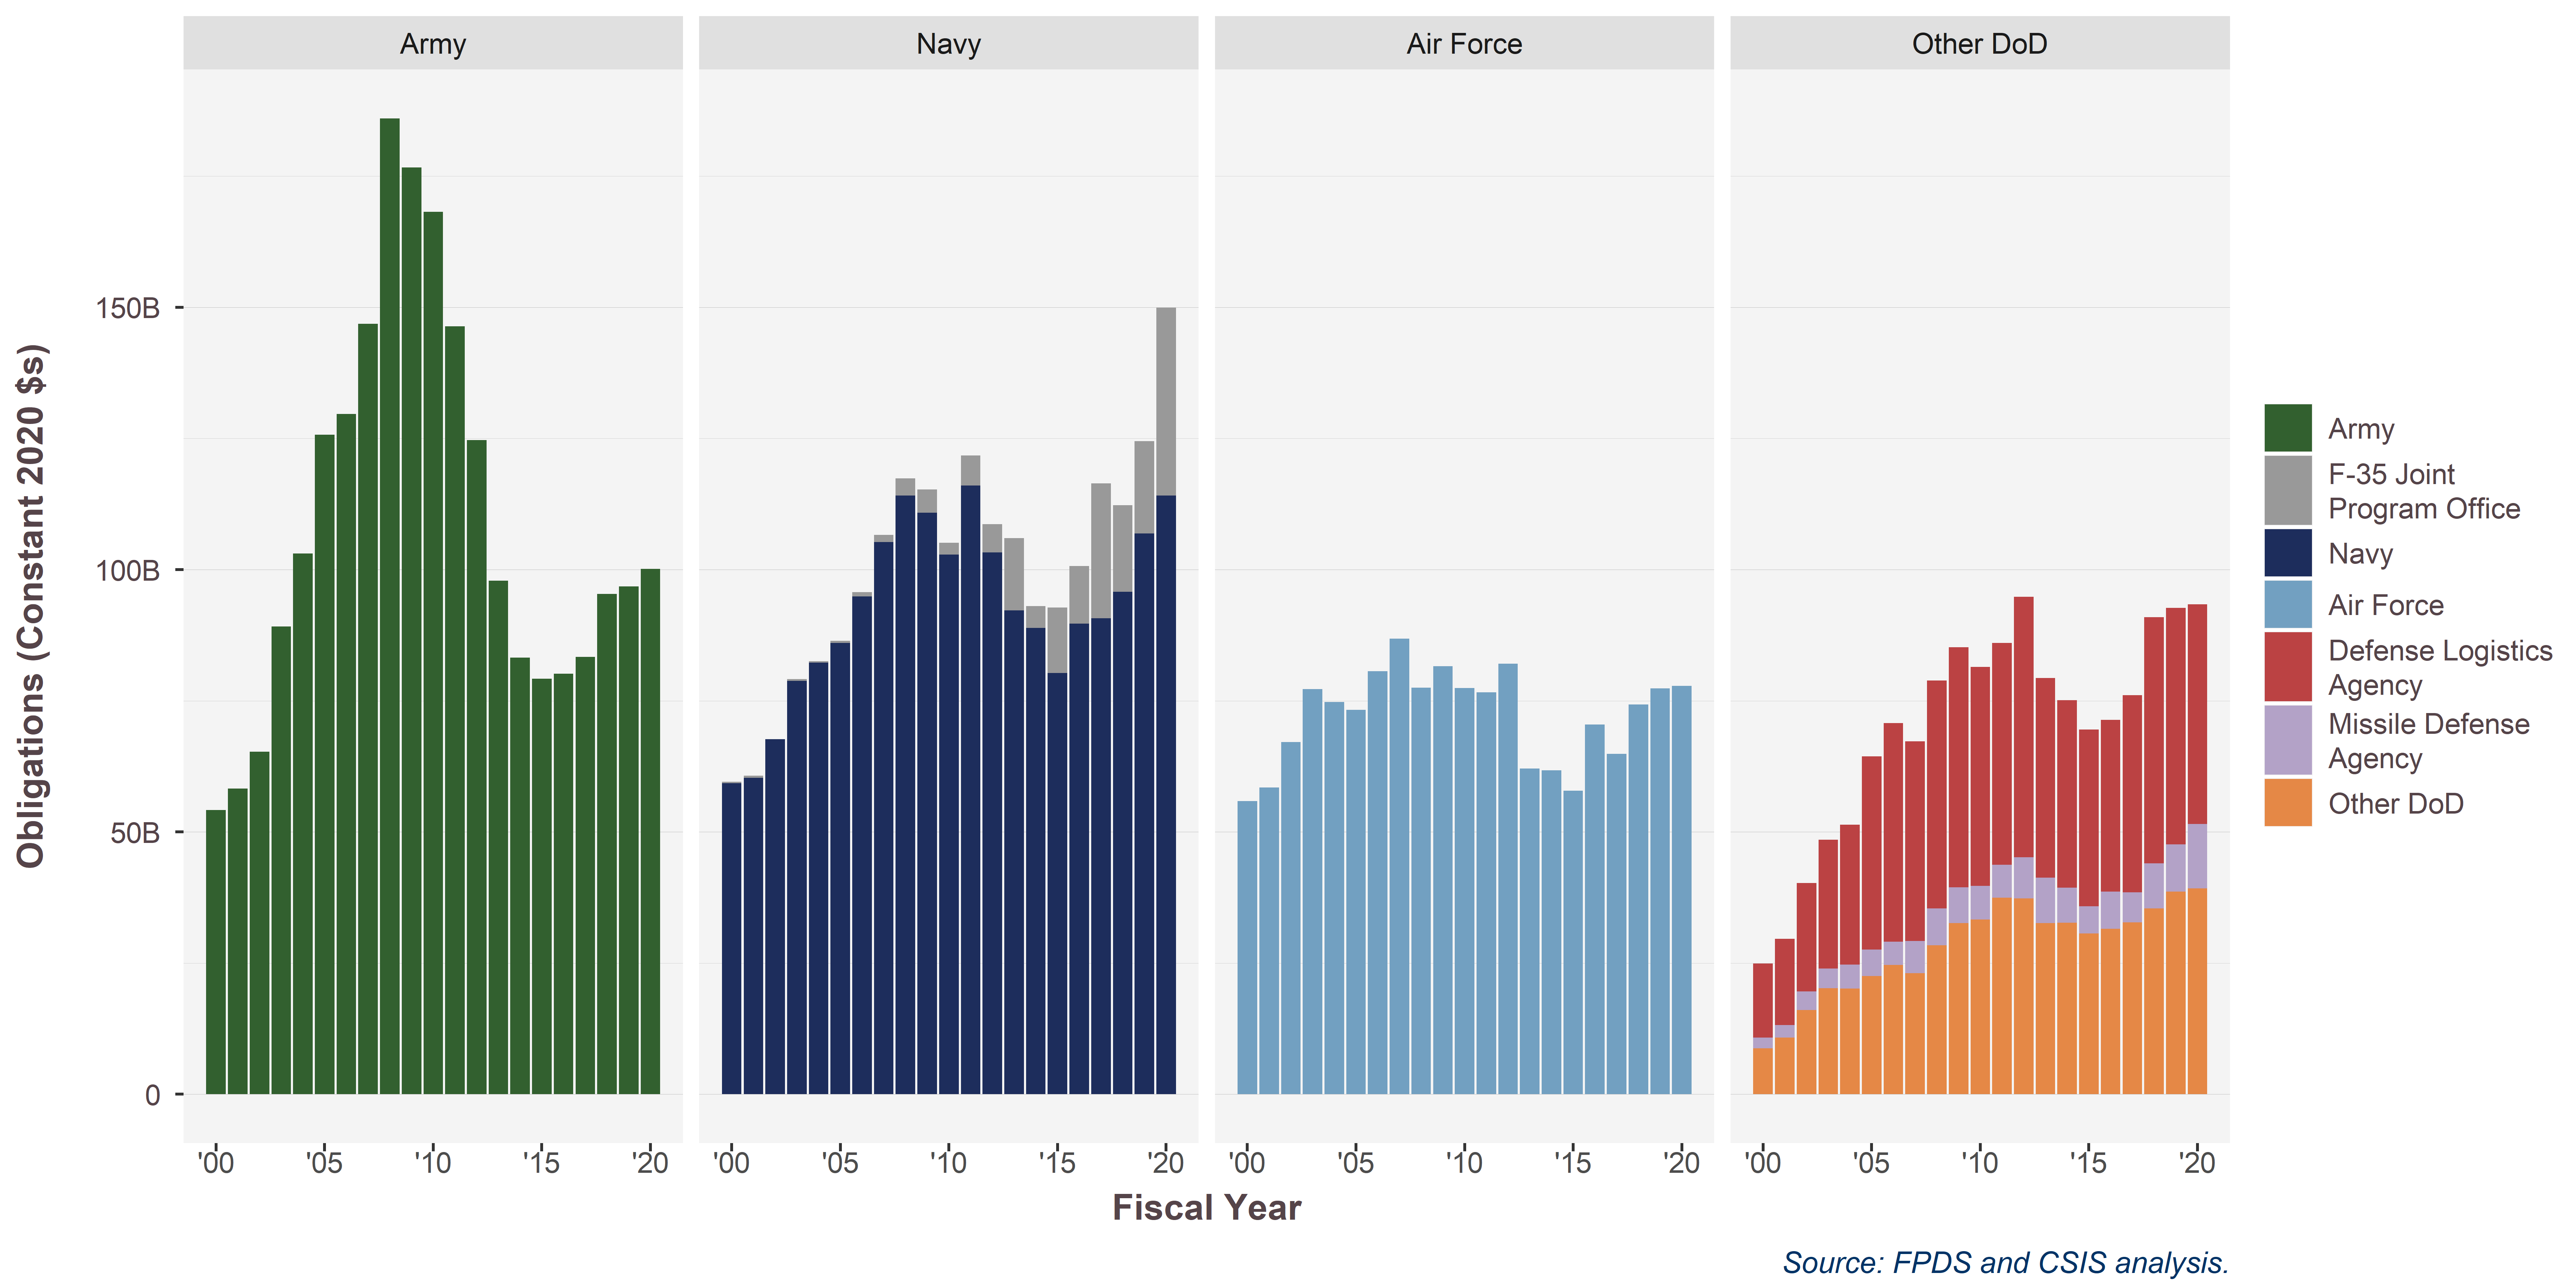 Army
Navy
Air Force
Other DoD
Obligations (Constant 2020 $s)
150B
100B
50B
0
'00
'05
'10
'15
'20
'00
'05
'10
'15
'20
'00
'05
'10
'15
'20
'00
'05
'10
'15
'20
Fiscal Year
Army
F-35 Joint
Program Office
Navy
Air Force
Defense Logistics
Agency
Missile Defense
Agency
Other DoD
Source: FPDS and CSIS analysis.